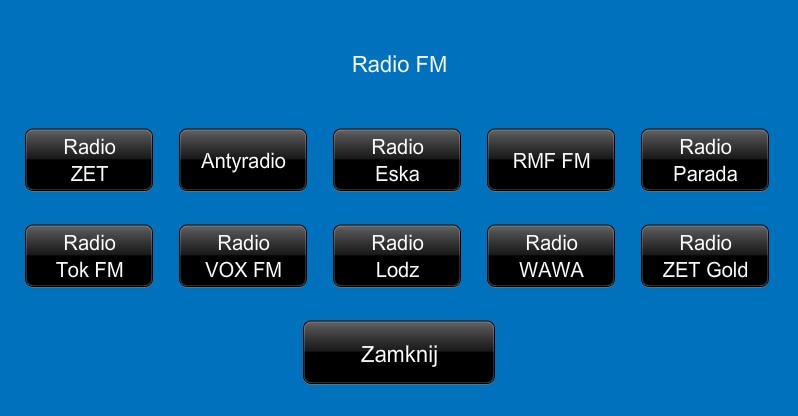 Radio FM
Radio
ZET
Antyradio
Radio
Eska
RMF FM
Radio
Parada
Radio
Tok FM
Radio
VOX FM
Radio
Lodz
Radio
WAWA
Radio
ZET Gold
Zamknij